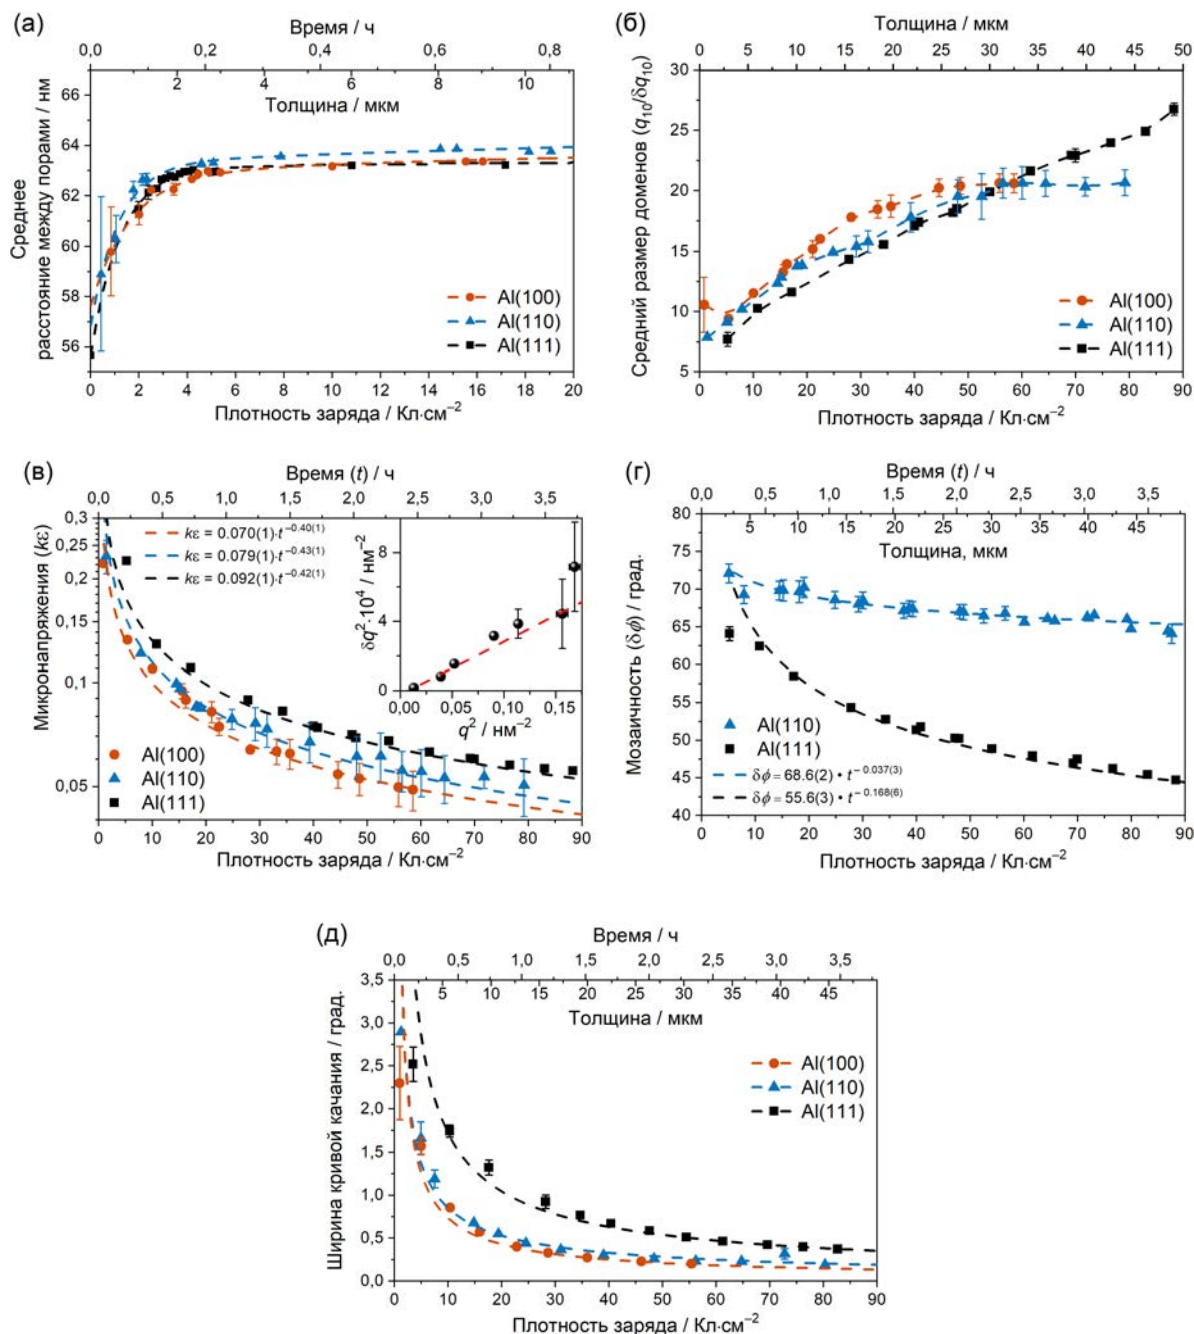 (а)
Время / ч
0,0 0,2 0,4 0,6 0,8
0 2 4 6 8 10
Толщина / мкм
66
64
62
60
58
56
Среднее
расстояние между порами / нм
Al(100)
Al(110)
Al(111)
0 2 4 6 8 10 12 14 16 18 20
Плотность заряда / Кл·см⁻²
(б)
Толщина / мкм
0 5 10 15 20 25 30 35 40 45 50
30
25
20
15
10
5
Средний размер доменов (q₁₀/δq₁₀)
Al(100)
Al(110)
Al(111)
0 10 20 30 40 50 60 70 80 90
Плотность заряда / Кл·см⁻²
(в)
Время (t) / ч
0,0 0,5 1,0 1,5 2,0 2,5 3,0 3,5
0,3
0,25
0,2
0,15
0,1
0,05
Микронапряжения (kε)
kε = 0.070(1)·t⁻⁰·⁴⁰⁽¹⁾
kε = 0.079(1)·t⁻⁰·⁴³⁽¹⁾
kε = 0.092(1)·t⁻⁰·⁴²⁽¹⁾
δq²·10⁴ / нм⁻²
8
4
0
0,00 0,05 0,10 0,15
q² / нм⁻²
Al(100)
Al(110)
Al(111)
0 10 20 30 40 50 60 70 80 90
Плотность заряда / Кл·см⁻²
(г)
Время (t) / ч
0,0 0,5 1,0 1,5 2,0 2,5 3,0 3,5
5 10 15 20 25 30 35 40 45
Толщина, мкм
80
75
70
65
60
55
50
45
40
Мозаичность (δϕ) / град.
Al(110)
Al(111)
δϕ = 68.6(2) • t⁻⁰·⁰³⁷⁽³⁾
δϕ = 55.6(3) • t⁻⁰·¹⁶⁸⁽⁶⁾
0 10 20 30 40 50 60 70 80 90
Плотность заряда / Кл·см⁻²
(д)
Время / ч
0,0 0,5 1,0 1,5 2,0 2,5 3,0 3,5
5 10 15 20 25 30 35 40 45
Толщина / мкм
3,5
3,0
2,5
2,0
1,5
1,0
0,5
0,0
Ширина кривой качания / град.
Al(100)
Al(110)
Al(111)
0 10 20 30 40 50 60 70 80 90
Плотность заряда / Кл·см⁻²